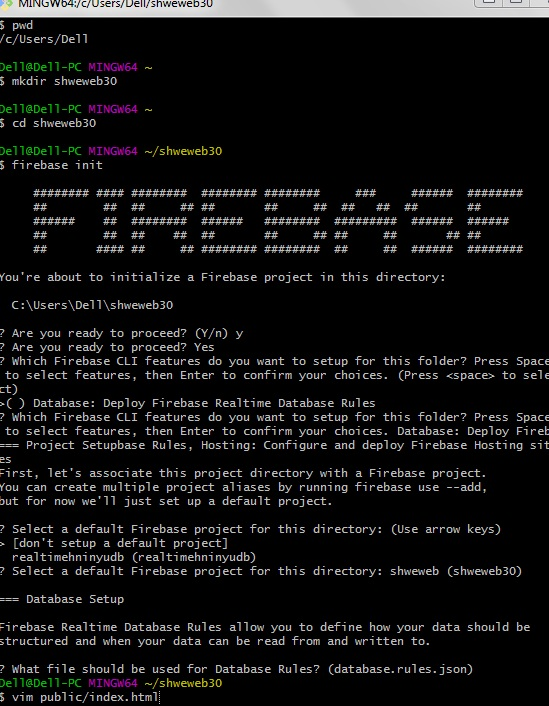 MINGW64:/c/Users/Dell/shweweb30
$ pwd
/c/Users/Dell
Dell@Dell-PC MINGW64 ~
$ mkdir shweweb30
Dell@Dell-PC MINGW64 ~
$ cd shweweb30
Dell@Dell-PC MINGW64 ~/shweweb30
$ firebase init
FIREBASE
You're about to initialize a Firebase project in this directory:
C:\Users\Dell\shweweb30
? Are you ready to proceed? (Y/n) y
? Are you ready to proceed? Yes
? Which Firebase CLI features do you want to setup for this folder? Press Space
to select features, then Enter to confirm your choices. (Press <space> to sele
ct)
>( ) Database: Deploy Firebase Realtime Database Rules
? Which Firebase CLI features do you want to setup for this folder? Press Space
to select features, then Enter to confirm your choices. Database: Deploy Fireb
=== Project Setupbase Rules, Hosting: Configure and deploy Firebase Hosting sit
es
First, let's associate this project directory with a Firebase project.
You can create multiple project aliases by running firebase use --add,
but for now we'll just set up a default project.
? Select a default Firebase project for this directory: (Use arrow keys)
> [don't setup a default project]
realtimehninyudb (realtimehninyudb)
? Select a default Firebase project for this directory: shweweb (shweweb30)
=== Database Setup
Firebase Realtime Database Rules allow you to define how your data should be
structured and when your data can be read from and written to.
? What file should be used for Database Rules? (database.rules.json)
Dell@Dell-PC MINGW64 ~/shweweb30
$ vim public/index.html